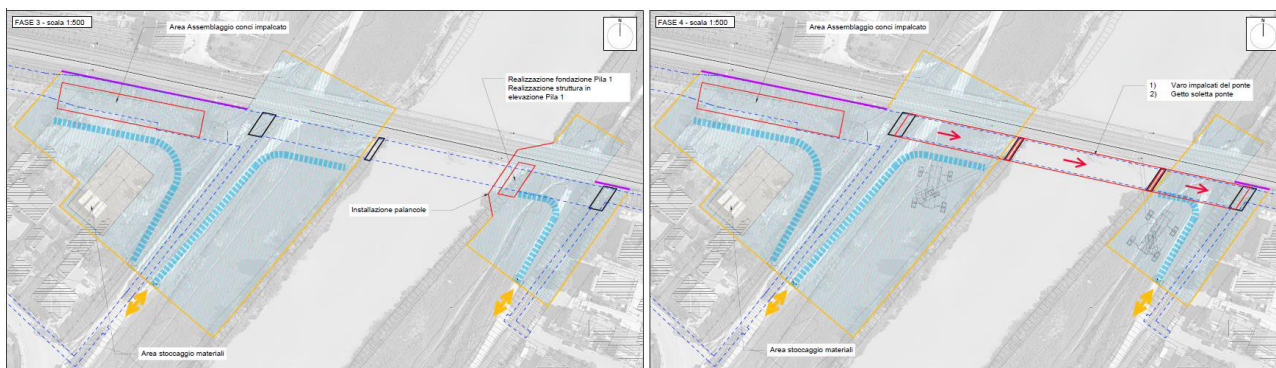 FASE 3 - scala 1:500
Area Assemblaggio conci impalcato
N
Realizzazione fondazione Pila 1
Realizzazione struttura in
elevazione Pila 1
Installazione palancole
Area stoccaggio materiali
FASE 4 - scala 1:500
Area Assemblaggio conci impalcato
N
1) Varo impalcati del ponte
2) Getto soletta ponte
Area stoccaggio materiali